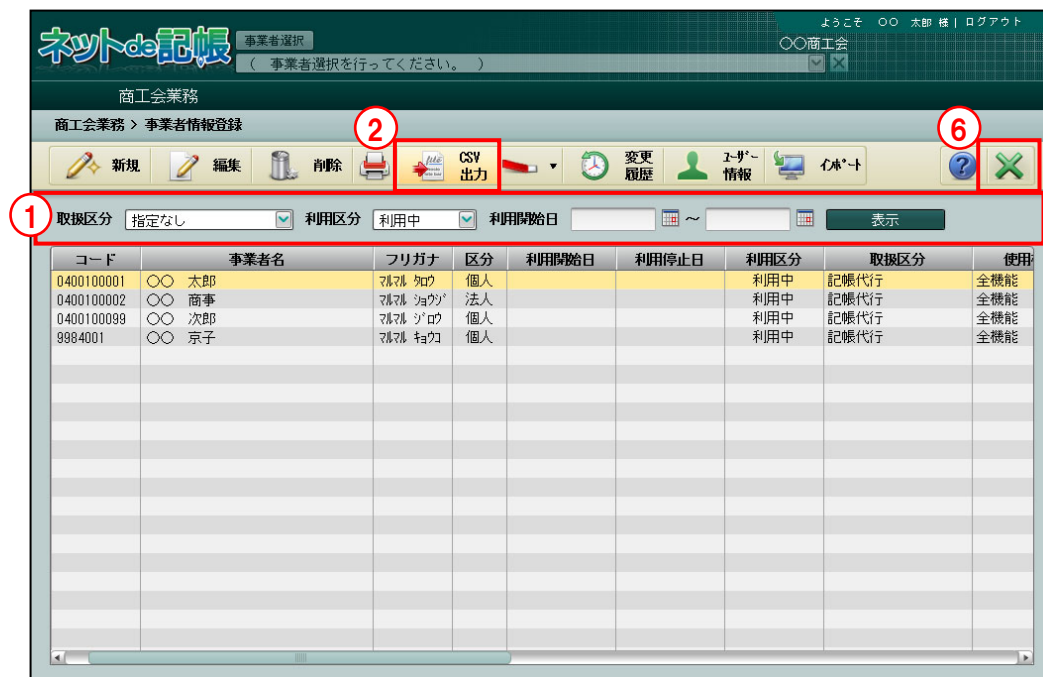 ようこそ 〇〇 太郎 様 | ログアウト
ネットde記帳
事業者選択
〇〇商工会
( 事業者選択を行ってください。 )
商工会業務
商工会業務 > 事業者情報登録
② ⑥
新規 編集 削除 CSV出力 変更履歴 ユーザー情報 インポート ?
①
取扱区分 指定なし 利用区分 利用中 利用開始日 ～ 表示
コード 事業者名 フリガナ 区分 利用開始日 利用停止日 利用区分 取扱区分 使用
0400100001 〇〇 太郎 マルマル タロウ 個人 利用中 記帳代行 全機能
0400100002 〇〇 商事 マルマル ショウジ 法人 利用中 記帳代行 全機能
0400100099 〇〇 次郎 マルマル ジロウ 個人 利用中 記帳代行 全機能
9984001 〇〇 京子 マルマル キョウコ 個人 利用中 記帳代行 全機能